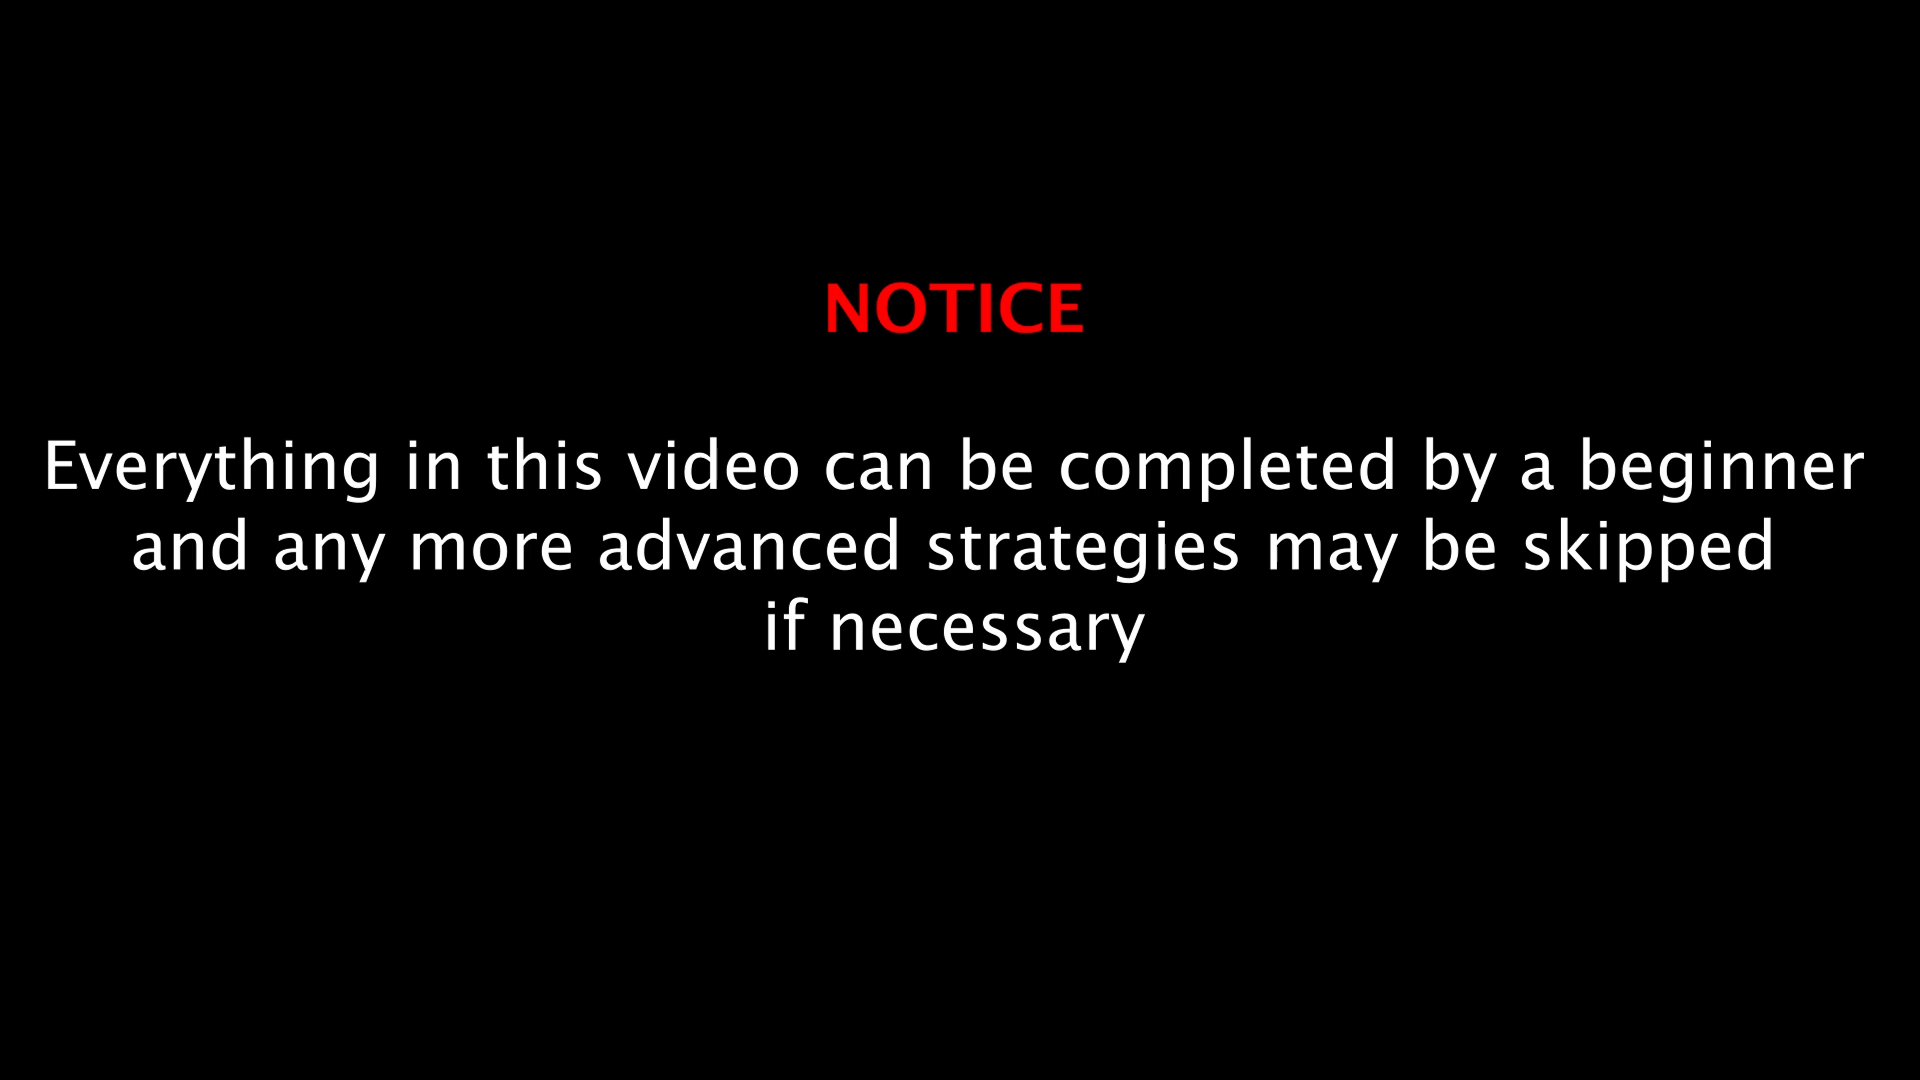 NOTICE
Everything in this video can be completed by a beginner
and any more advanced strategies may be skipped
if necessary